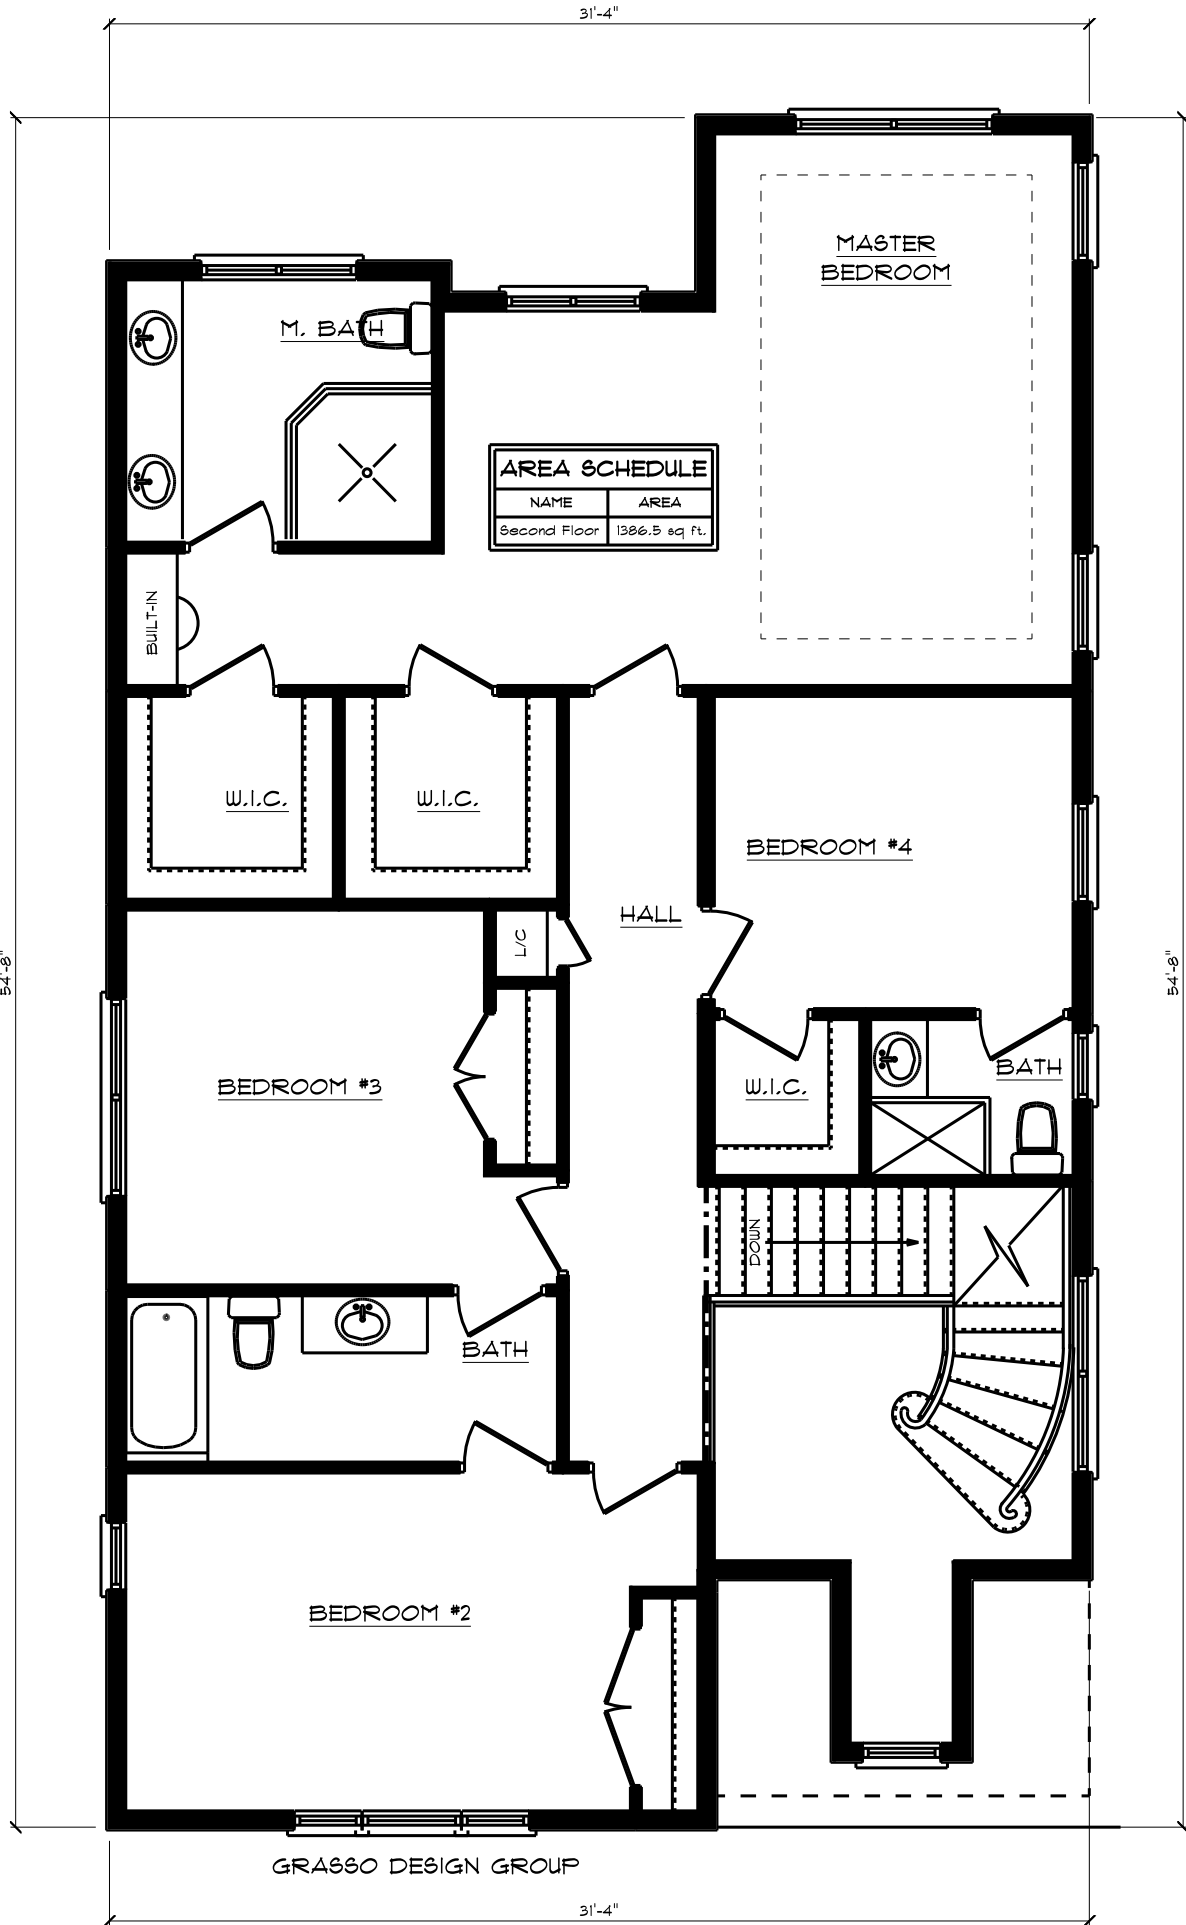 31'-4"
MASTER
BEDROOM
M. BATH
AREA SCHEDULE
NAME AREA
Second Floor 1386.5 sq ft.
BUILT-IN
W.I.C.
W.I.C.
BEDROOM #4
HALL
L/C
54'-8"
54'-8"
BATH
BEDROOM #3
W.I.C.
DOWN
BATH
BEDROOM #2
GRASSO DESIGN GROUP
31'-4"